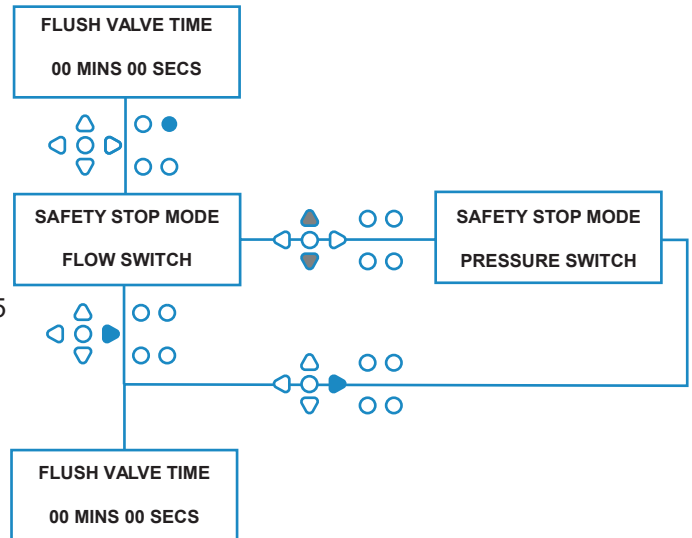 FLUSH VALVE TIME
00 MINS 00 SECS
SAFETY STOP MODE
FLOW SWITCH
SAFETY STOP MODE
PRESSURE SWITCH
5
FLUSH VALVE TIME
00 MINS 00 SECS